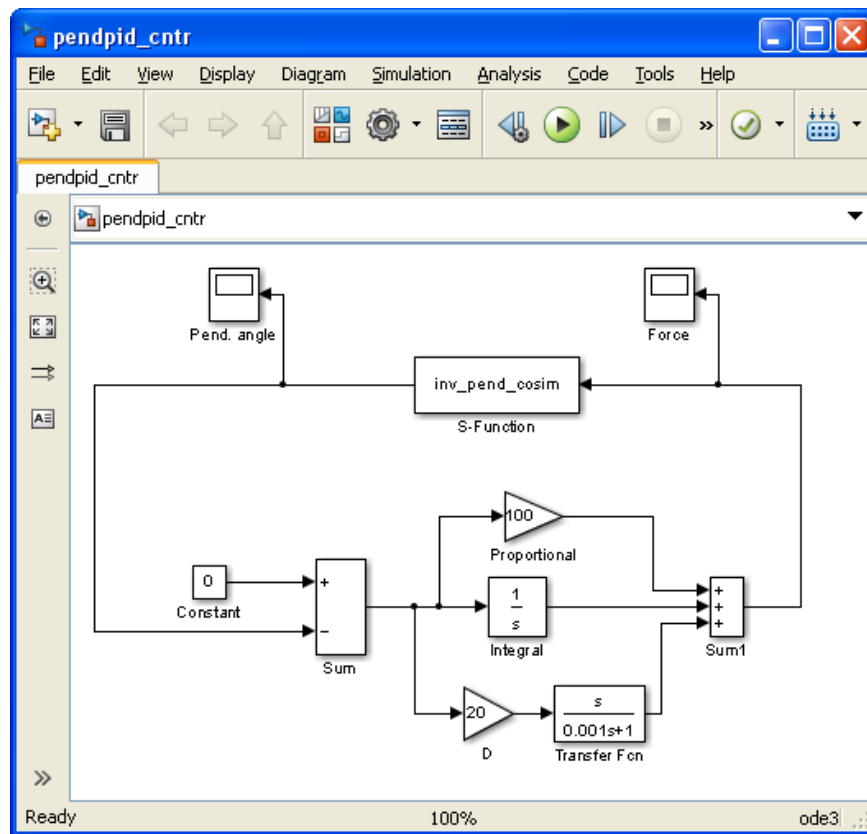 pendpid_cntr
File Edit View Display Diagram Simulation Analysis Code Tools Help
»
pendpid_cntr
pendpid_cntr
Pend. angle
Force
inv_pend_cosim
S-Function
100
Proportional
0
Constant
+
−
Sum
1
s
Integral
+
+
+
Sum1
20
D
s
0.001s+1
Transfer Fcn
»
Ready 100% ode3